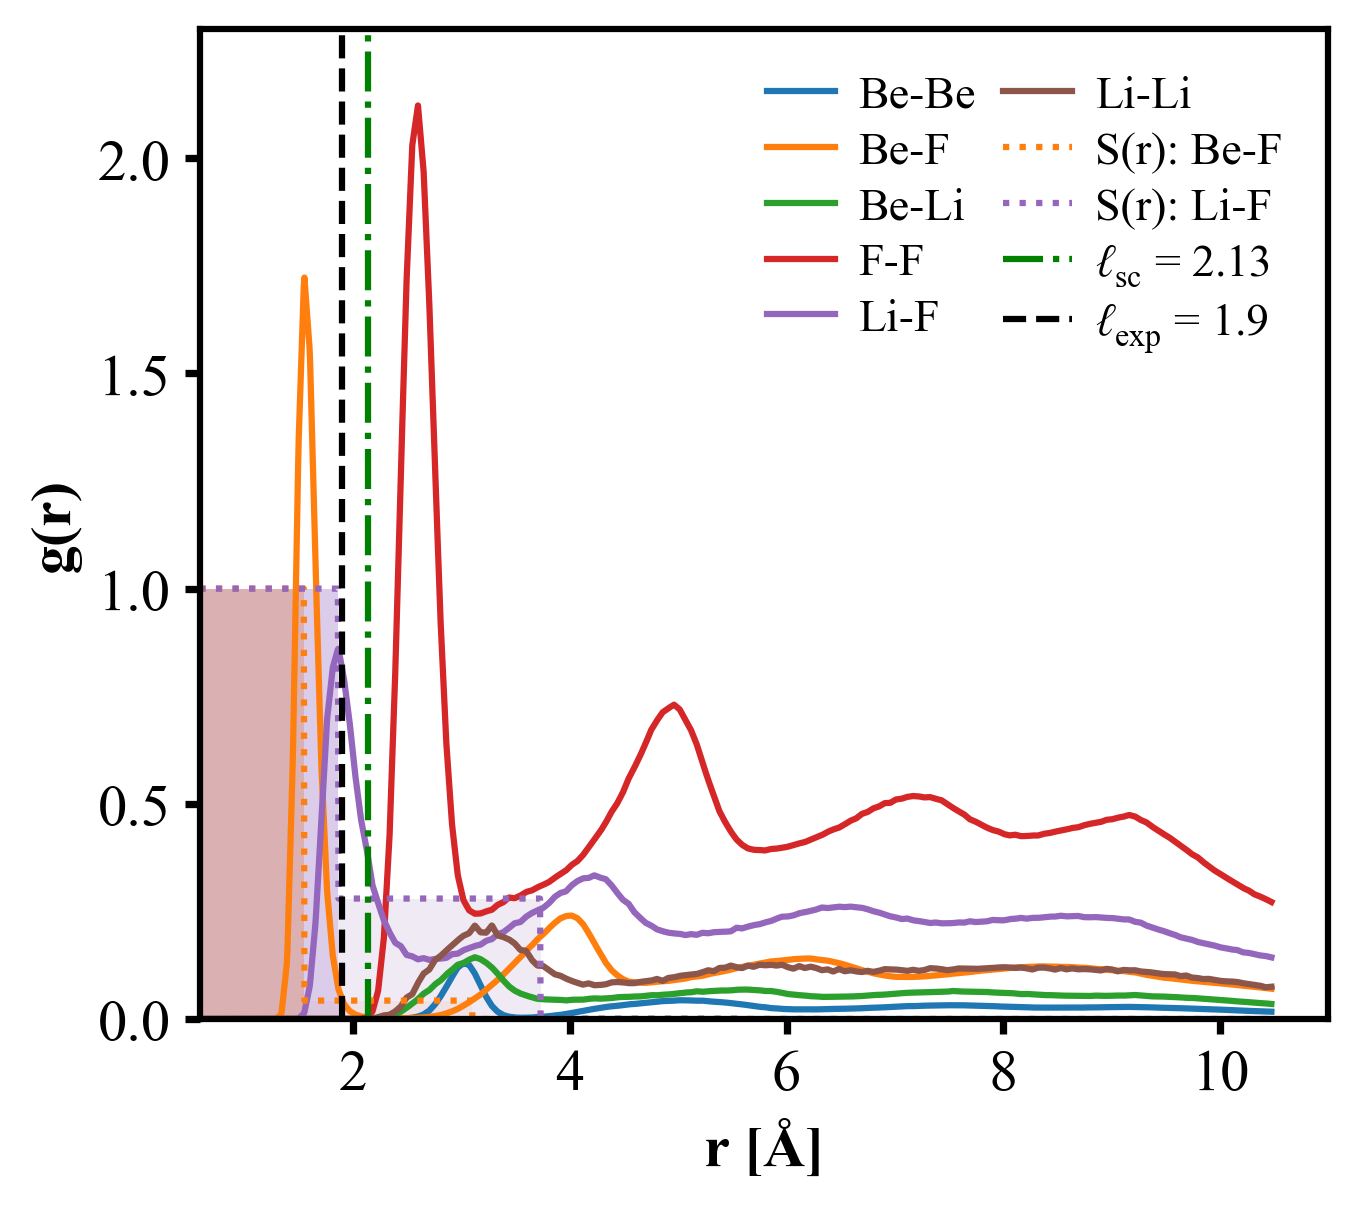 Be-Be
Be-F
Be-Li
F-F
Li-F
Li-Li
S(r): Be-F
S(r): Li-F
ℓsc = 2.13
ℓexp = 1.9
g(r)
2.0
1.5
1.0
0.5
0.0
2
4
6
8
10
r [Å]